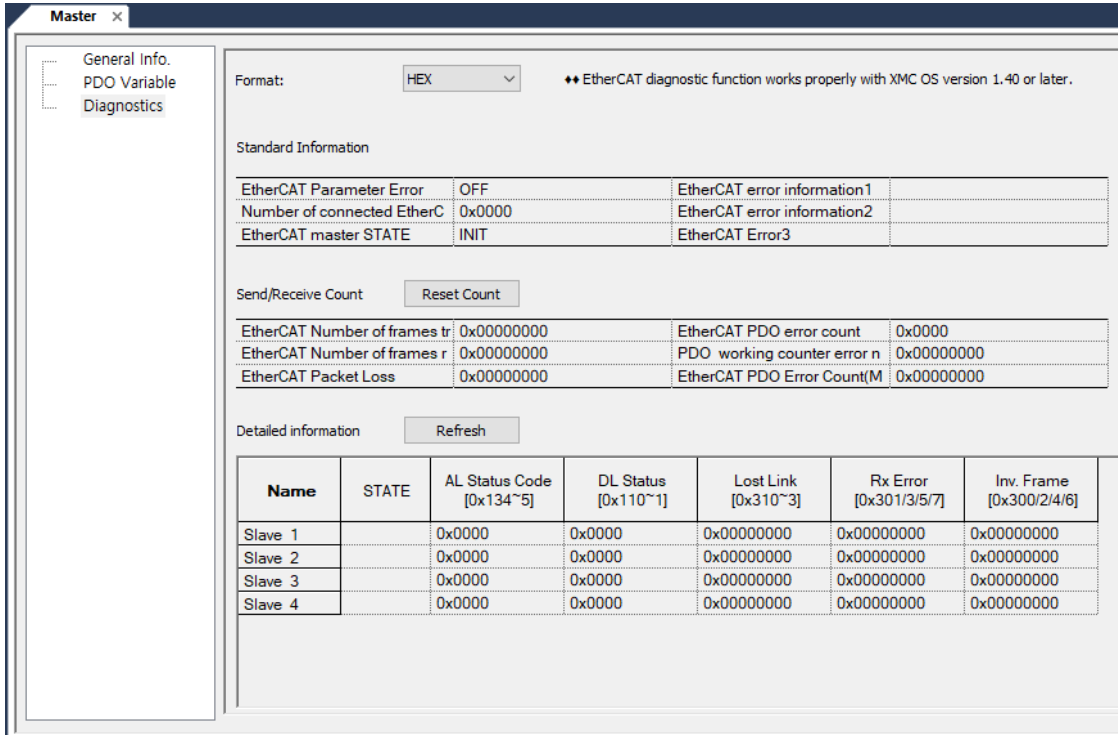 Master ×
General Info.
PDO Variable
Diagnostics
Format: HEX ♦♦ EtherCAT diagnostic function works properly with XMC OS version 1.40 or later.
Standard Information
EtherCAT Parameter Error OFF EtherCAT error information1
Number of connected EtherC 0x0000 EtherCAT error information2
EtherCAT master STATE INIT EtherCAT Error3
Send/Receive Count Reset Count
EtherCAT Number of frames tr 0x00000000 EtherCAT PDO error count 0x0000
EtherCAT Number of frames r 0x00000000 PDO working counter error n 0x00000000
EtherCAT Packet Loss 0x00000000 EtherCAT PDO Error Count(M 0x00000000
Detailed information Refresh
Name STATE AL Status Code [0x134~5] DL Status [0x110~1] Lost Link [0x310~3] Rx Error [0x301/3/5/7] Inv. Frame [0x300/2/4/6]
Slave 1 0x0000 0x0000 0x00000000 0x00000000 0x00000000
Slave 2 0x0000 0x0000 0x00000000 0x00000000 0x00000000
Slave 3 0x0000 0x0000 0x00000000 0x00000000 0x00000000
Slave 4 0x0000 0x0000 0x00000000 0x00000000 0x00000000